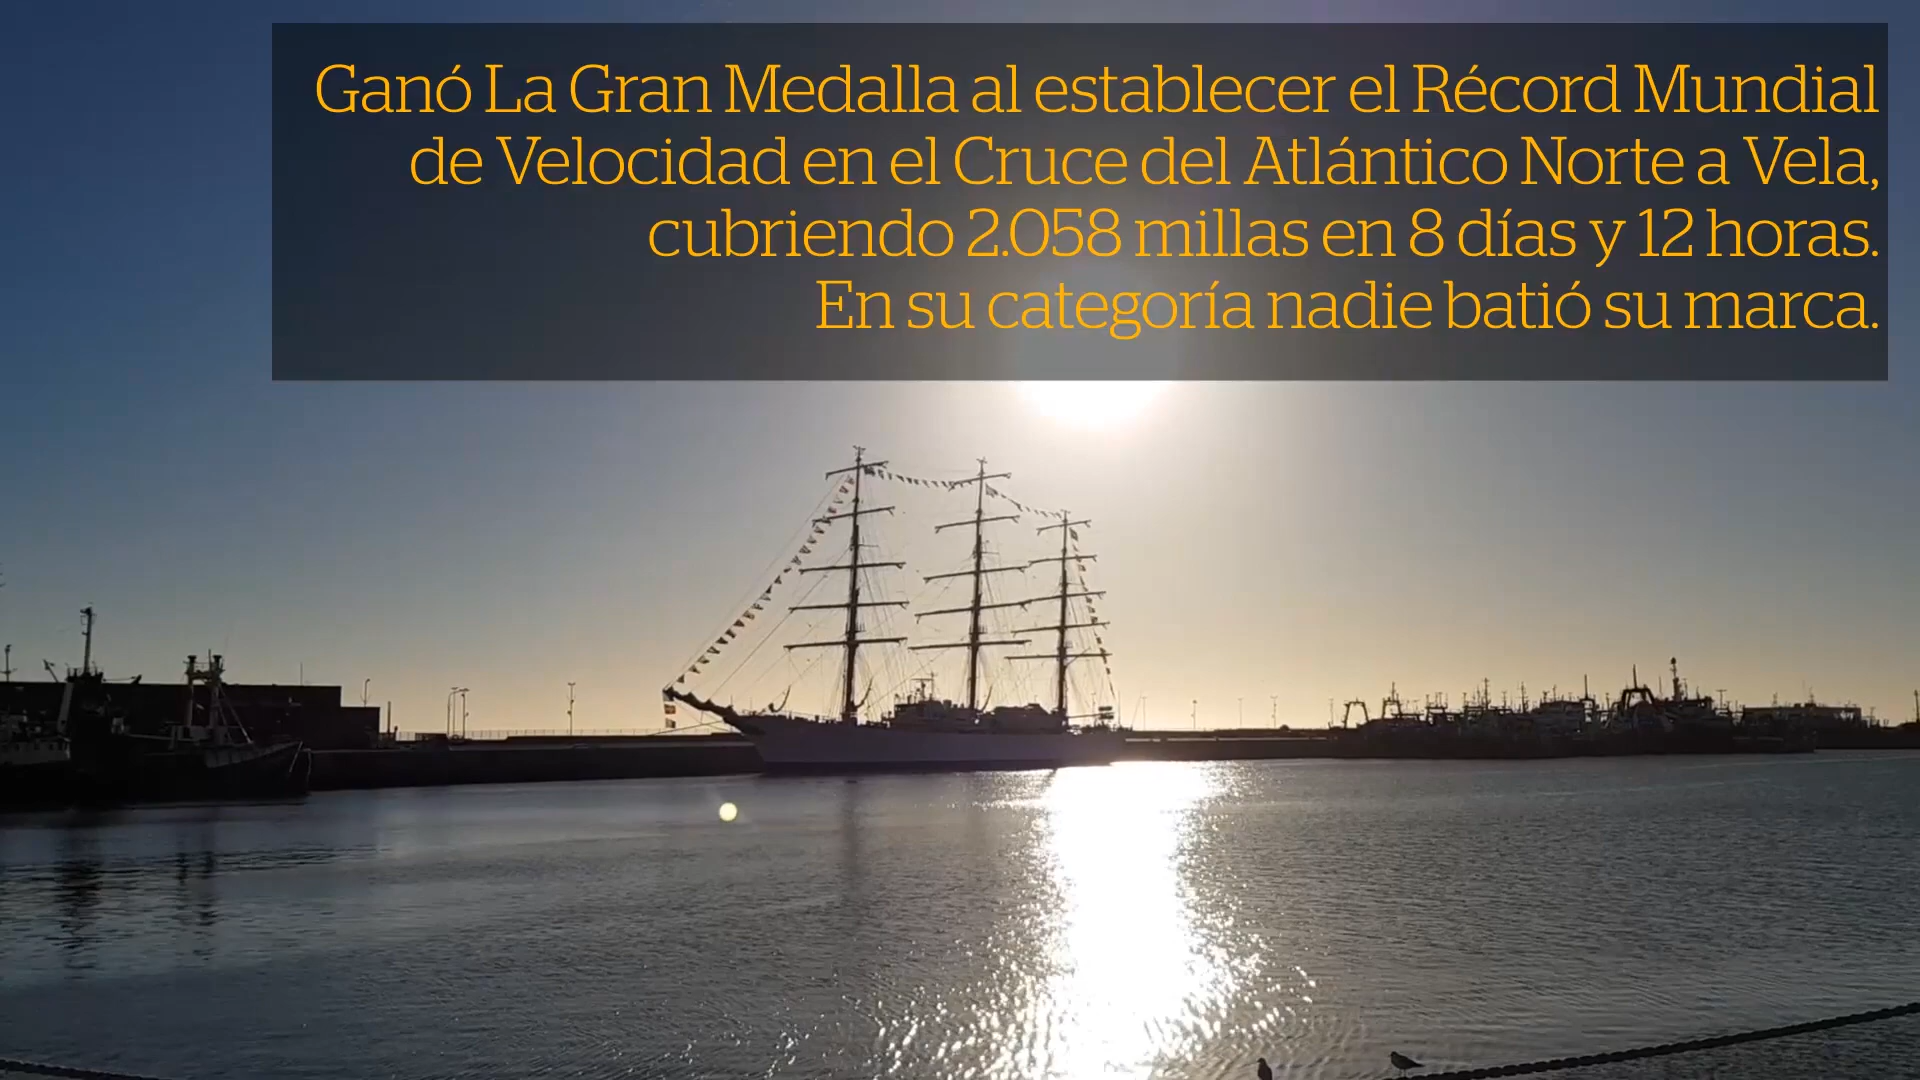 Ganó La Gran Medalla al establecer el Récord Mundial
de Velocidad en el Cruce del Atlántico Norte a Vela,
cubriendo 2.058 millas en 8 días y 12 horas.
En su categoría nadie batió su marca.